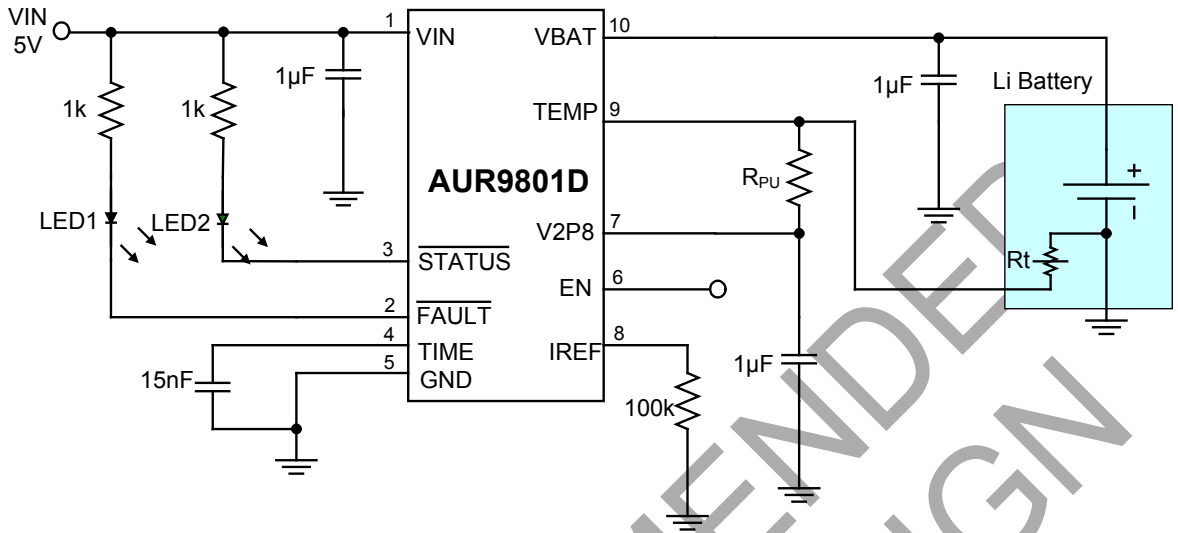 VIN
5V
1k
1k
1µF
LED1
LED2
1
VIN
3
STATUS
2
FAULT
4
TIME
5
GND
15nF
AUR9801D
10
VBAT
9
TEMP
7
V2P8
6
EN
8
IREF
RPU
1µF
100k
1µF
Li Battery
+
−
Rt